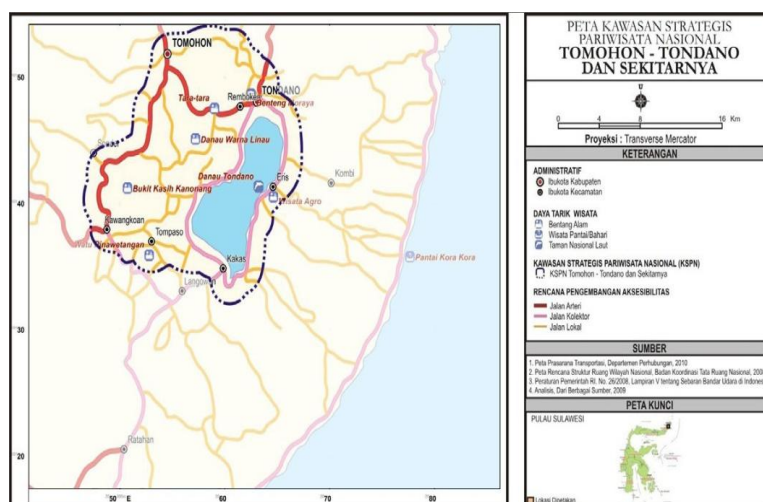 PETA KAWASAN STRATEGIS
PARIWISATA NASIONAL
TOMOHON - TONDANO
DAN SEKITARNYA
U
0 4 8 16 Km
Proyeksi : Transverse Mercator
KETERANGAN
ADMINISTRATIF
Ibukota Kabupaten
Ibukota Kecamatan
DAYA TARIK WISATA
Bentang Alam
Wisata Pantai/Bahari
Taman Nasional Laut
KAWASAN STRATEGIS PARIWISATA NASIONAL (KSPN)
KSPN Tomohon - Tondano dan Sekitarnya
RENCANA PENGEMBANGAN AKSESIBILITAS
Jalan Arteri
Jalan Kolektor
Jalan Lokal
SUMBER
1. Peta Prasarana Transportasi, Departemen Perhubungan, 2010
2. Peta Rencana Struktur Ruang Wilayah Nasional, Badan Koordinasi Tata Ruang Nasional, 200
3. Peraturan Pemerintah RI. No. 26/2008, Lampiran V tentang Sebaran Bandar Udara di Indones
4. Analisis, Dari Berbagai Sumber, 2009
PETA KUNCI
PULAU SULAWESI
Lokasi Dipetakan
TOMOHON
TONDANO
Tara-tara
Remboken
Benteng Moraya
Danau Warna Linau
Danau Tondano
Eris
Kombi
Bukit Kasih Kanonang
Wisata Agro
Kawangkoan
Tompaso
Pinawetangan
Kakas
Pantai Kora Kora
Ratahan
50
40
30
20
50 E
60
70
80